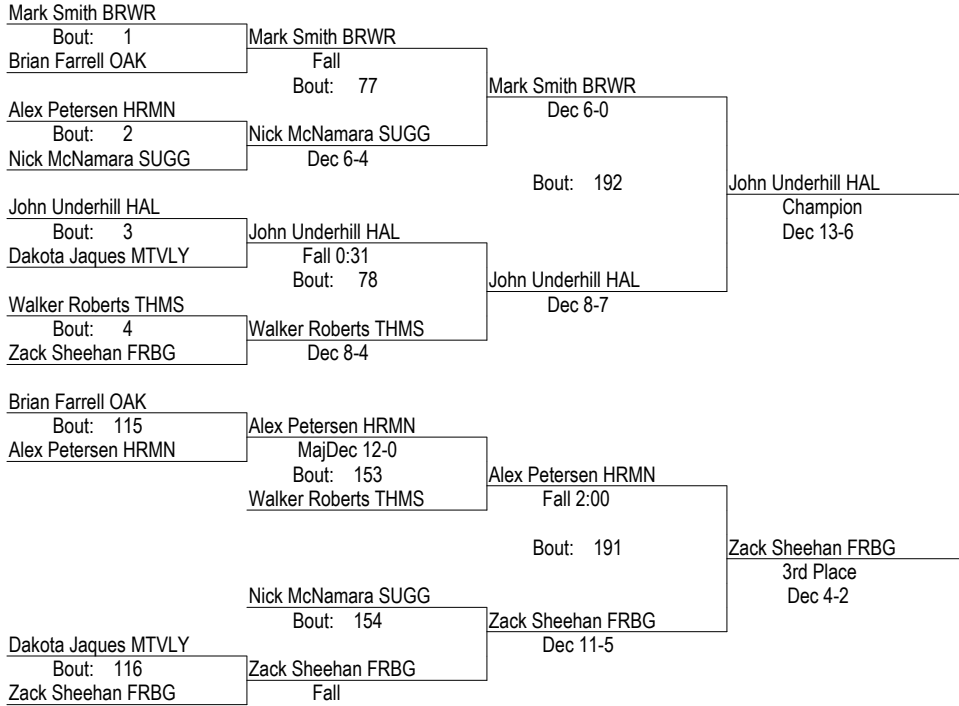 Mark Smith BRWR
Bout: 1
Brian Farrell OAK
Mark Smith BRWR
Fall
Bout: 77
Alex Petersen HRMN
Bout: 2
Nick McNamara SUGG
Nick McNamara SUGG
Dec 6-4
Mark Smith BRWR
Dec 6-0
Bout: 192
John Underhill HAL
Bout: 3
Dakota Jaques MTVLY
John Underhill HAL
Fall 0:31
Bout: 78
Walker Roberts THMS
Bout: 4
Zack Sheehan FRBG
Walker Roberts THMS
Dec 8-4
John Underhill HAL
Dec 8-7
John Underhill HAL
Champion
Dec 13-6
Brian Farrell OAK
Bout: 115
Alex Petersen HRMN
Alex Petersen HRMN
MajDec 12-0
Bout: 153
Walker Roberts THMS
Alex Petersen HRMN
Fall 2:00
Bout: 191
Nick McNamara SUGG
Bout: 154
Dakota Jaques MTVLY
Bout: 116
Zack Sheehan FRBG
Zack Sheehan FRBG
Fall
Zack Sheehan FRBG
Dec 11-5
Zack Sheehan FRBG
3rd Place
Dec 4-2